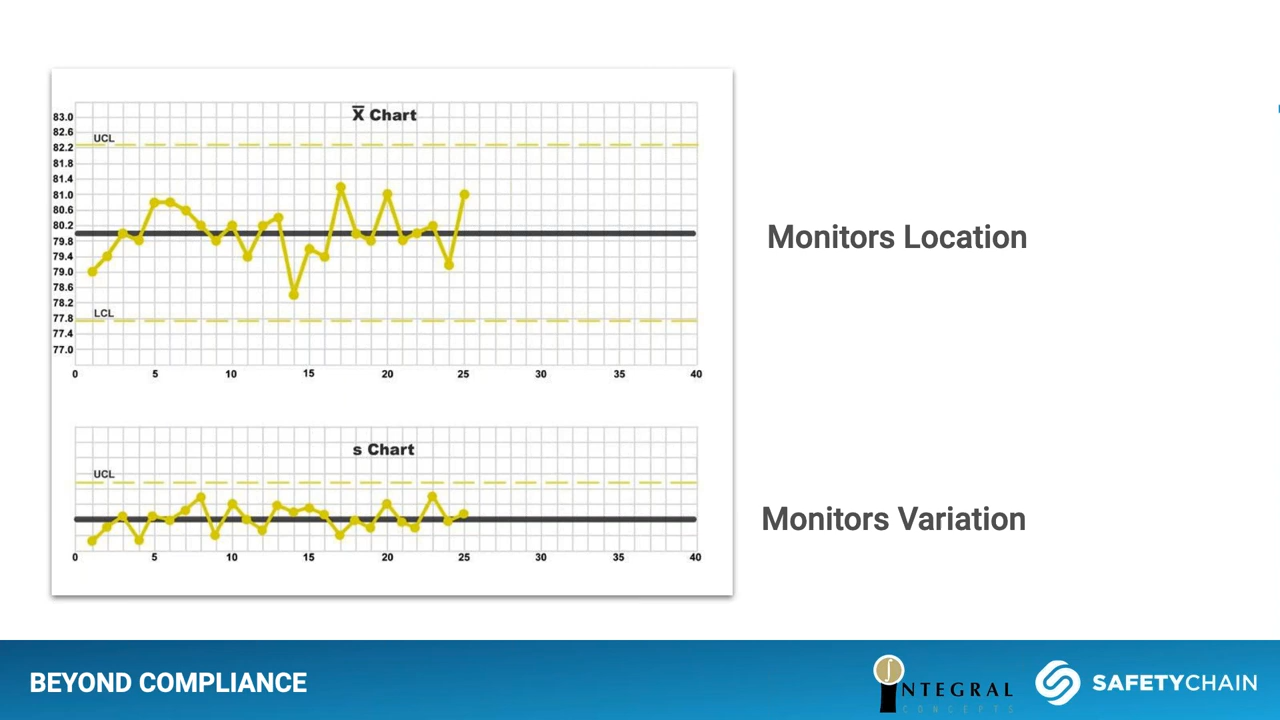 X̅ Chart
83.0
82.6
UCL
82.2
81.8
81.4
81.0
80.6
80.2
79.8
79.4
79.0
78.6
78.2
LCL
77.8
77.4
77.0
0 5 10 15 20 25 30 35 40
Monitors Location
s Chart
UCL
0 5 10 15 20 25 30 35 40
Monitors Variation
BEYOND COMPLIANCE
INTEGRAL
CONCEPTS
SAFETYCHAIN